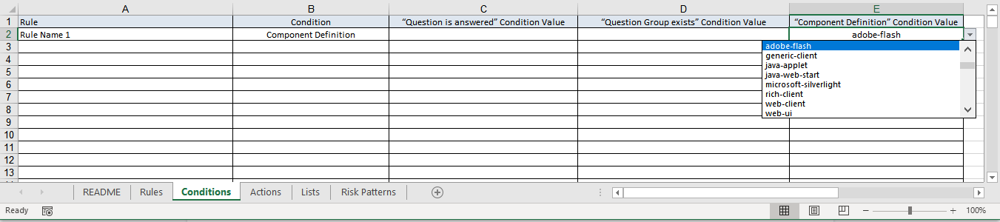 A B C D E
1 Rule Condition “Question is answered” Condition Value “Question Group exists” Condition Value “Component Definition” Condition Value
2 Rule Name 1 Component Definition adobe-flash
3 adobe-flash
generic-client
4 java-applet
5 java-web-start
6 microsoft-silverlight
7 rich-client
8 web-client
web-ui
9
10
11
12
13
README Rules Conditions Actions Lists Risk Patterns
Ready 100%